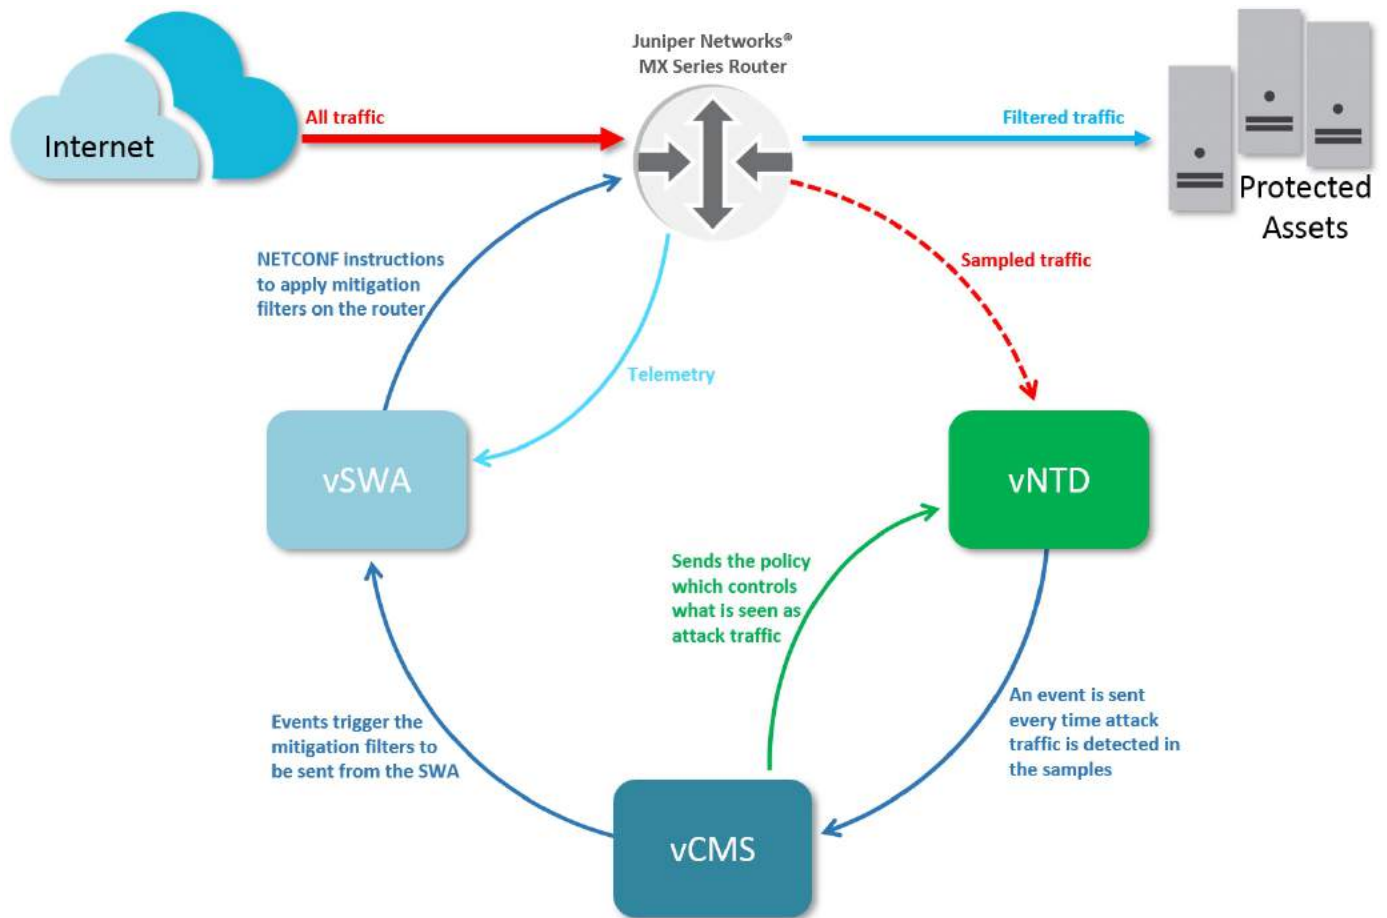 Juniper Networks®
MX Series Router
All traffic
Filtered traffic
Internet
Protected
Assets
NETCONF instructions
to apply mitigation
filters on the router
Sampled traffic
Telemetry
vSWA
vNTD
Sends the policy
which controls
what is seen as
attack traffic
An event is sent
every time attack
traffic is detected in
the samples
Events trigger the
mitigation filters to
be sent from the SWA
vCMS